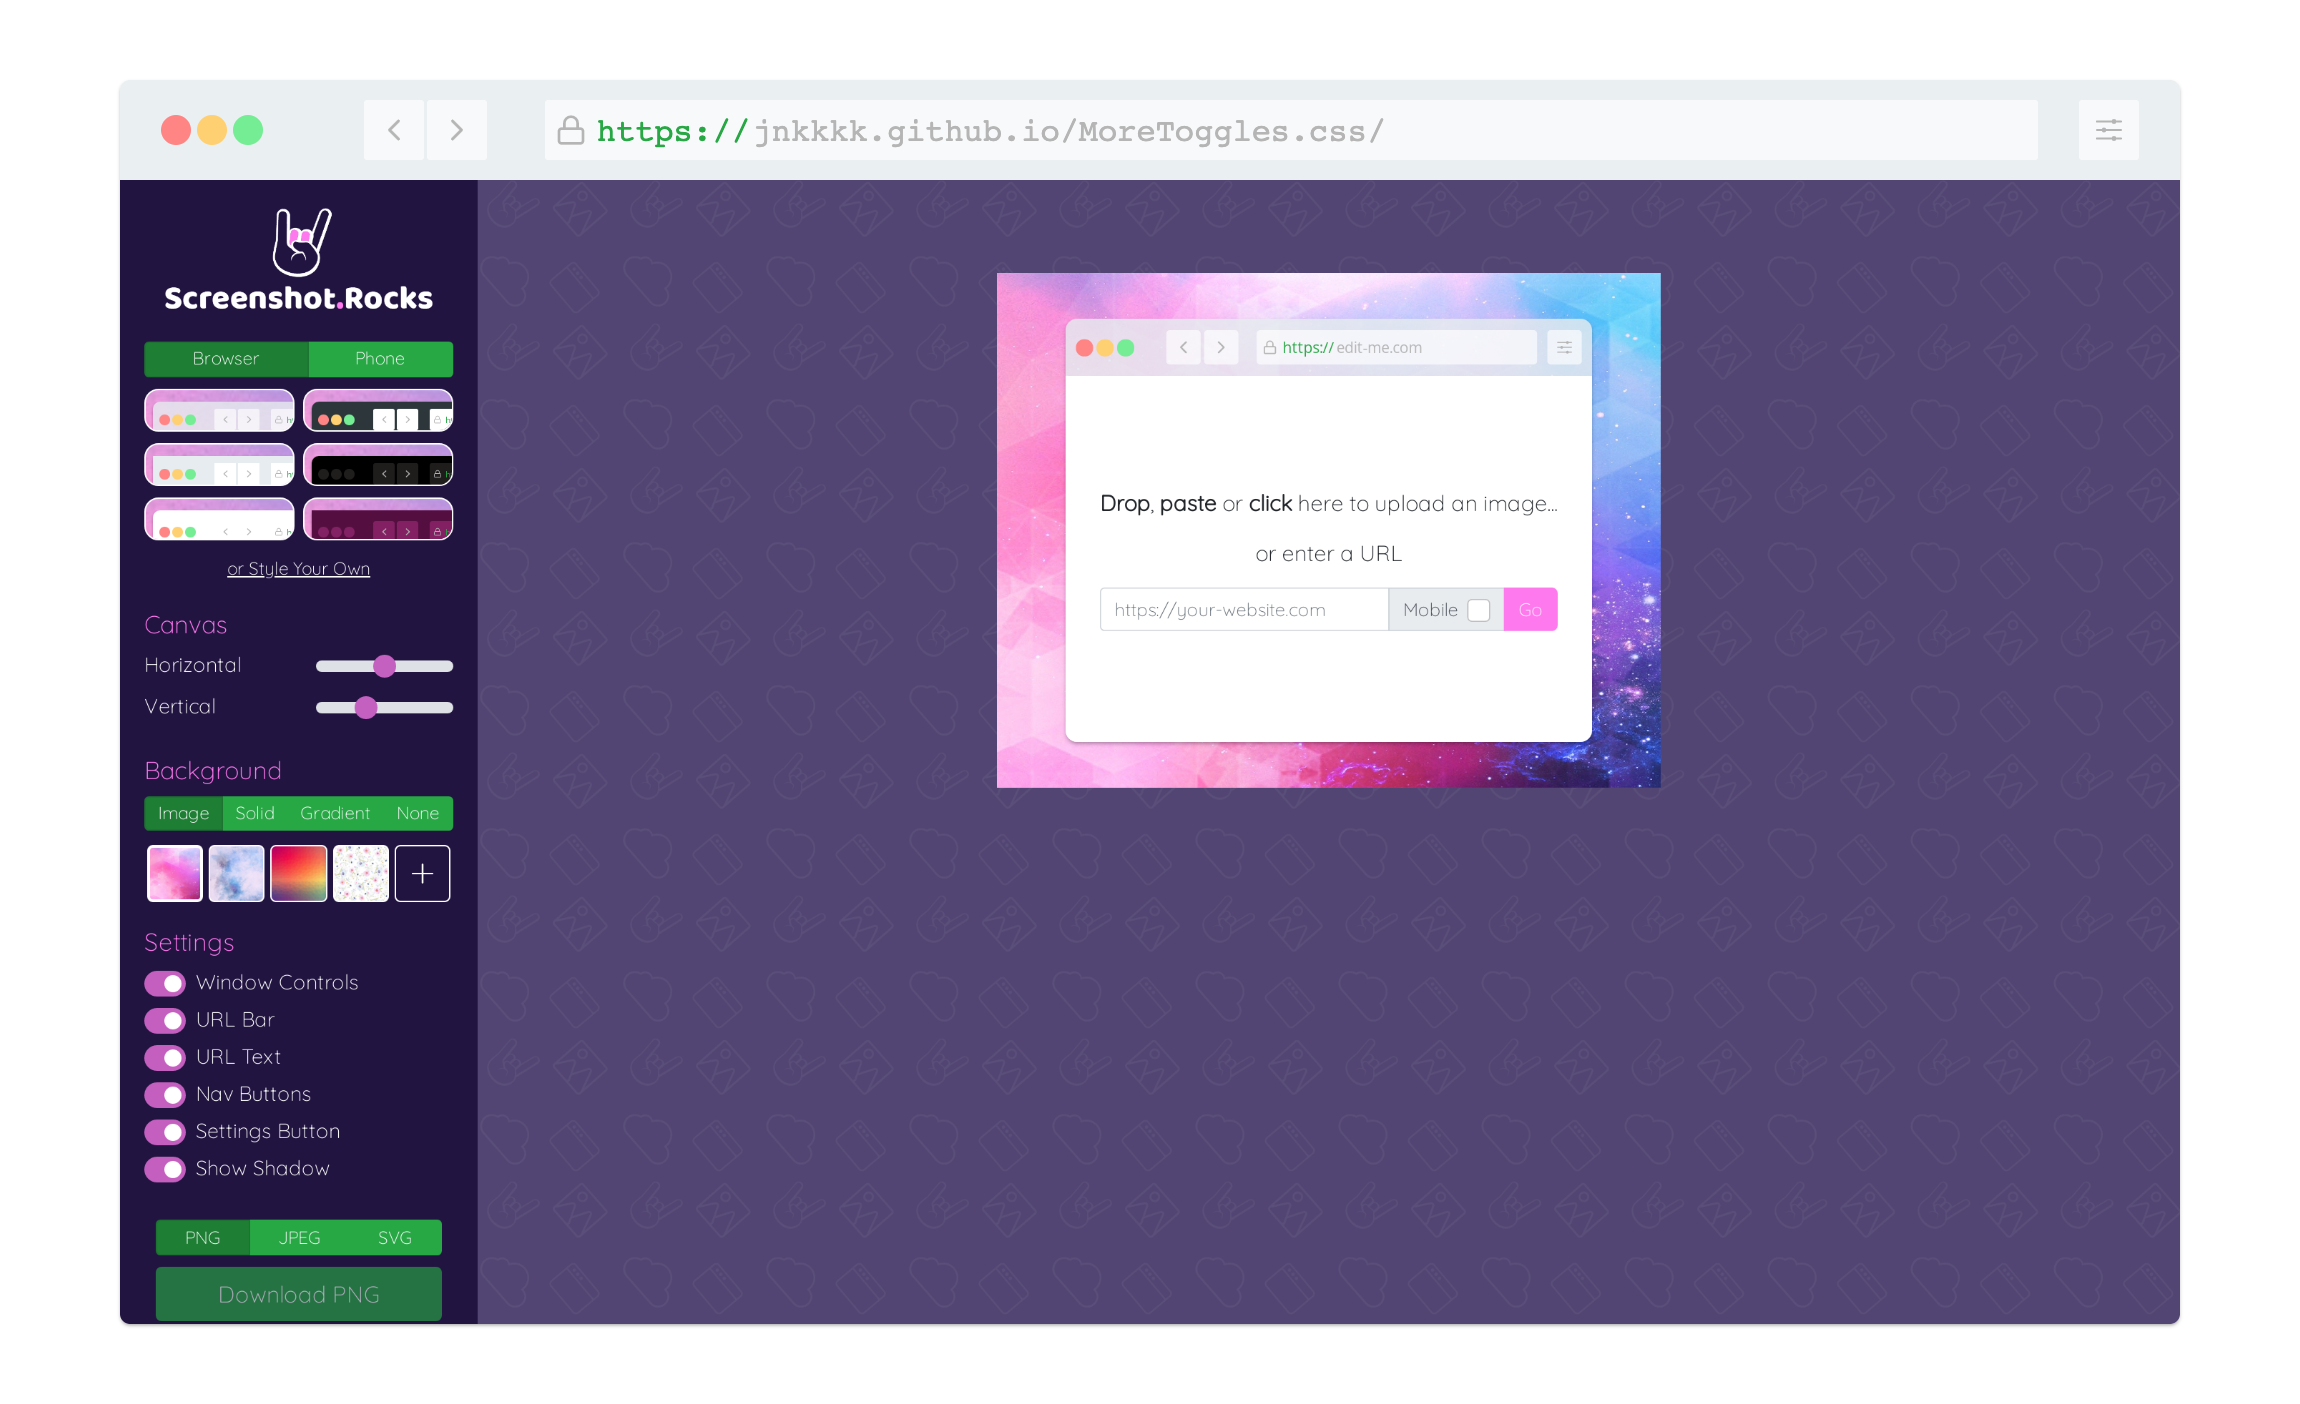 https://jnkkkk.github.io/MoreToggles.css/
Screenshot.Rocks
Browser Phone
or Style Your Own
Canvas
Horizontal
Vertical
Background
Image Solid Gradient None
Settings
Window Controls
URL Bar
URL Text
Nav Buttons
Settings Button
Show Shadow
PNG JPEG SVG
Download PNG
https://edit-me.com
Drop, paste or click here to upload an image...
or enter a URL
https://your-website.com Mobile Go